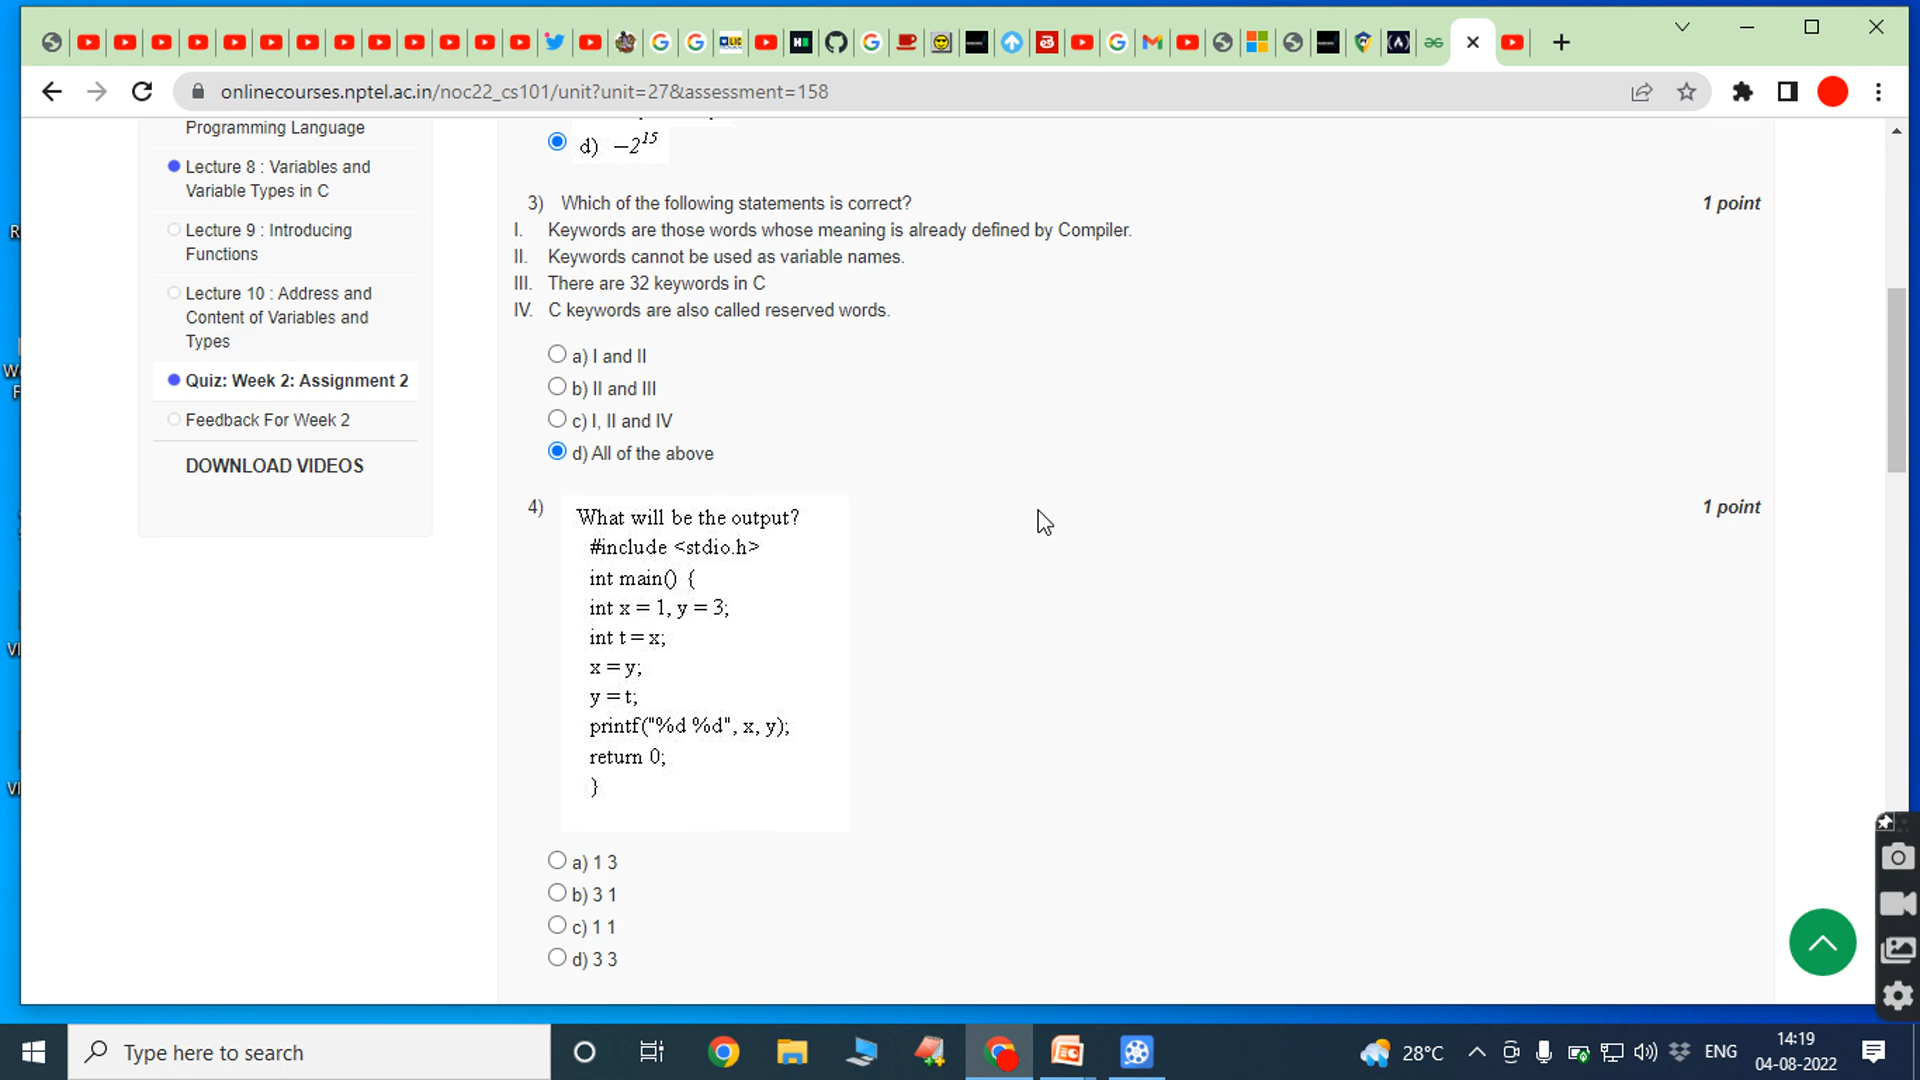 onlinecourses.nptel.ac.in/noc22_cs101/unit?unit=27&assessment=158
Programming Language
Lecture 8 : Variables and
Variable Types in C
Lecture 9 : Introducing
Functions
Lecture 10 : Address and
Content of Variables and
Types
Quiz: Week 2: Assignment 2
Feedback For Week 2
DOWNLOAD VIDEOS
d) −2^15
3) Which of the following statements is correct? 1 point
I. Keywords are those words whose meaning is already defined by Compiler.
II. Keywords cannot be used as variable names.
III. There are 32 keywords in C
IV. C keywords are also called reserved words.
a) I and II
b) II and III
c) I, II and IV
d) All of the above
4) What will be the output? 1 point
#include <stdio.h>
int main() {
int x = 1, y = 3;
int t = x;
x = y;
y = t;
printf("%d %d", x, y);
return 0;
}
a) 1 3
b) 3 1
c) 1 1
d) 3 3
Type here to search
28°C
ENG
14:19
04-08-2022